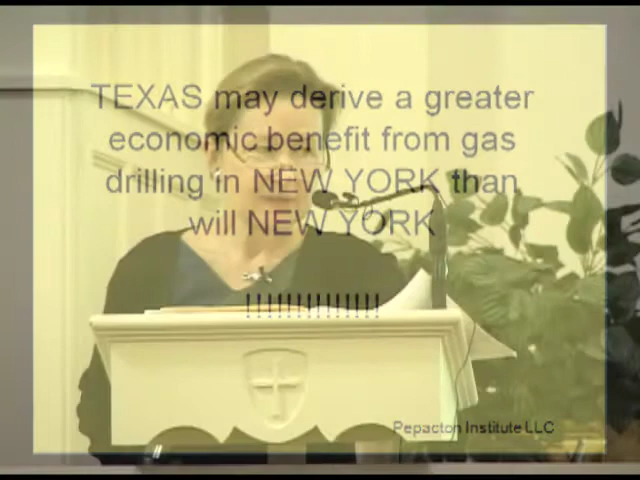 TEXAS may derive a greater
economic benefit from gas
drilling in NEW YORK than
will NEW YORK
!!!!!!!!!!!!!
Pepacton Institute LLC